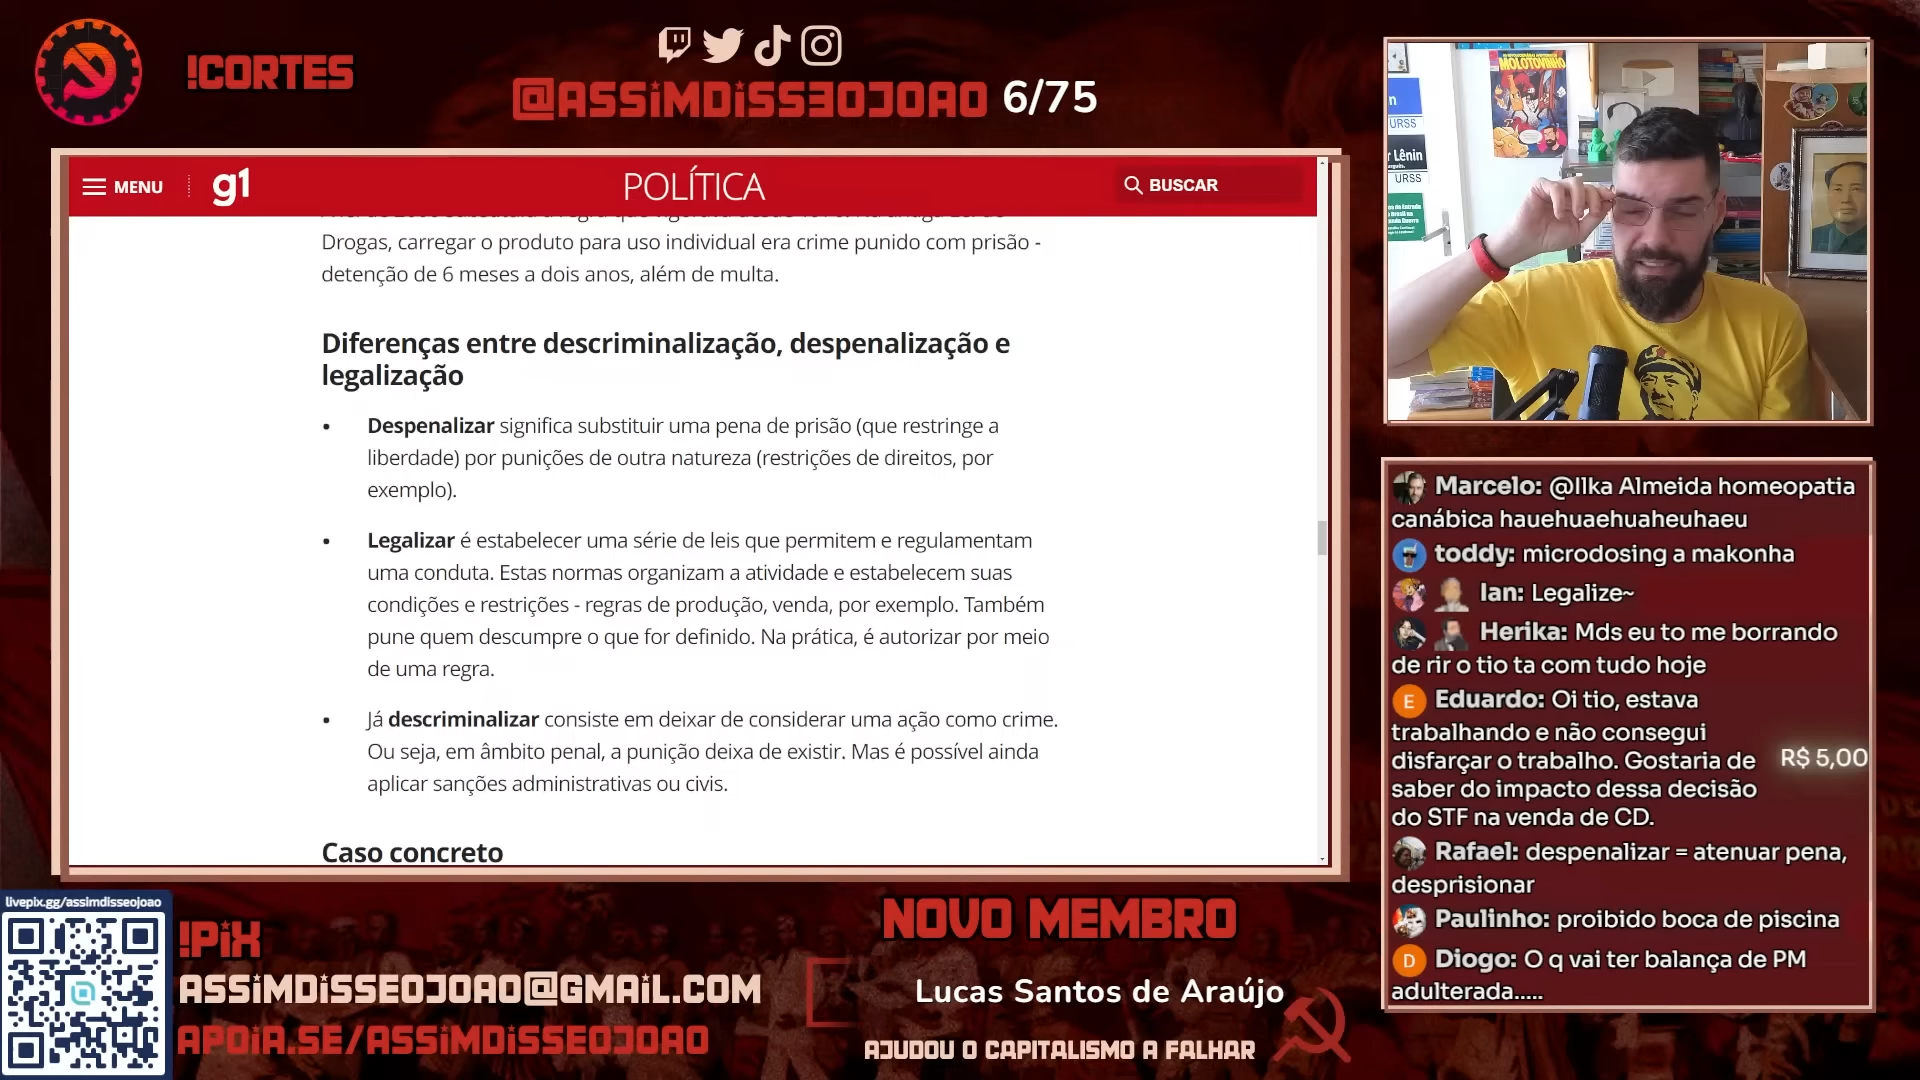 !CORTES
@ASSIMDISSEOJOAO 6/75
MENU
g1
POLÍTICA
BUSCAR
Drogas, carregar o produto para uso individual era crime punido com prisão -
detenção de 6 meses a dois anos, além de multa.
Diferenças entre descriminalização, despenalização e
legalização
• Despenalizar significa substituir uma pena de prisão (que restringe a
liberdade) por punições de outra natureza (restrições de direitos, por
exemplo).
• Legalizar é estabelecer uma série de leis que permitem e regulamentam
uma conduta. Estas normas organizam a atividade e estabelecem suas
condições e restrições - regras de produção, venda, por exemplo. Também
pune quem descumpre o que for definido. Na prática, é autorizar por meio
de uma regra.
• Já descriminalizar consiste em deixar de considerar uma ação como crime.
Ou seja, em âmbito penal, a punição deixa de existir. Mas é possível ainda
aplicar sanções administrativas ou civis.
Caso concreto
MOLOTOVINHO
URSS
Lênin
URSS
Marcelo: @Ilka Almeida homeopatia
canábica hauehuaehuaheuhaeu
toddy: microdosing a makonha
Ian: Legalize~
Herika: Mds eu to me borrando
de rir o tio ta com tudo hoje
E
Eduardo: Oi tio, estava
trabalhando e não consegui
disfarçar o trabalho. Gostaria de
saber do impacto dessa decisão
do STF na venda de CD.
R$ 5,00
Rafael: despenalizar = atenuar pena,
desprisionar
Paulinho: proibido boca de piscina
D
Diogo: O q vai ter balança de PM
adulterada.....
livepix.gg/assimdisseojoao
!PIX
ASSIMDISSEOJOAO@GMAIL.COM
APOIA.SE/ASSIMDISSEOJOAO
NOVO MEMBRO
Lucas Santos de Araújo
AJUDOU O CAPITALISMO A FALHAR